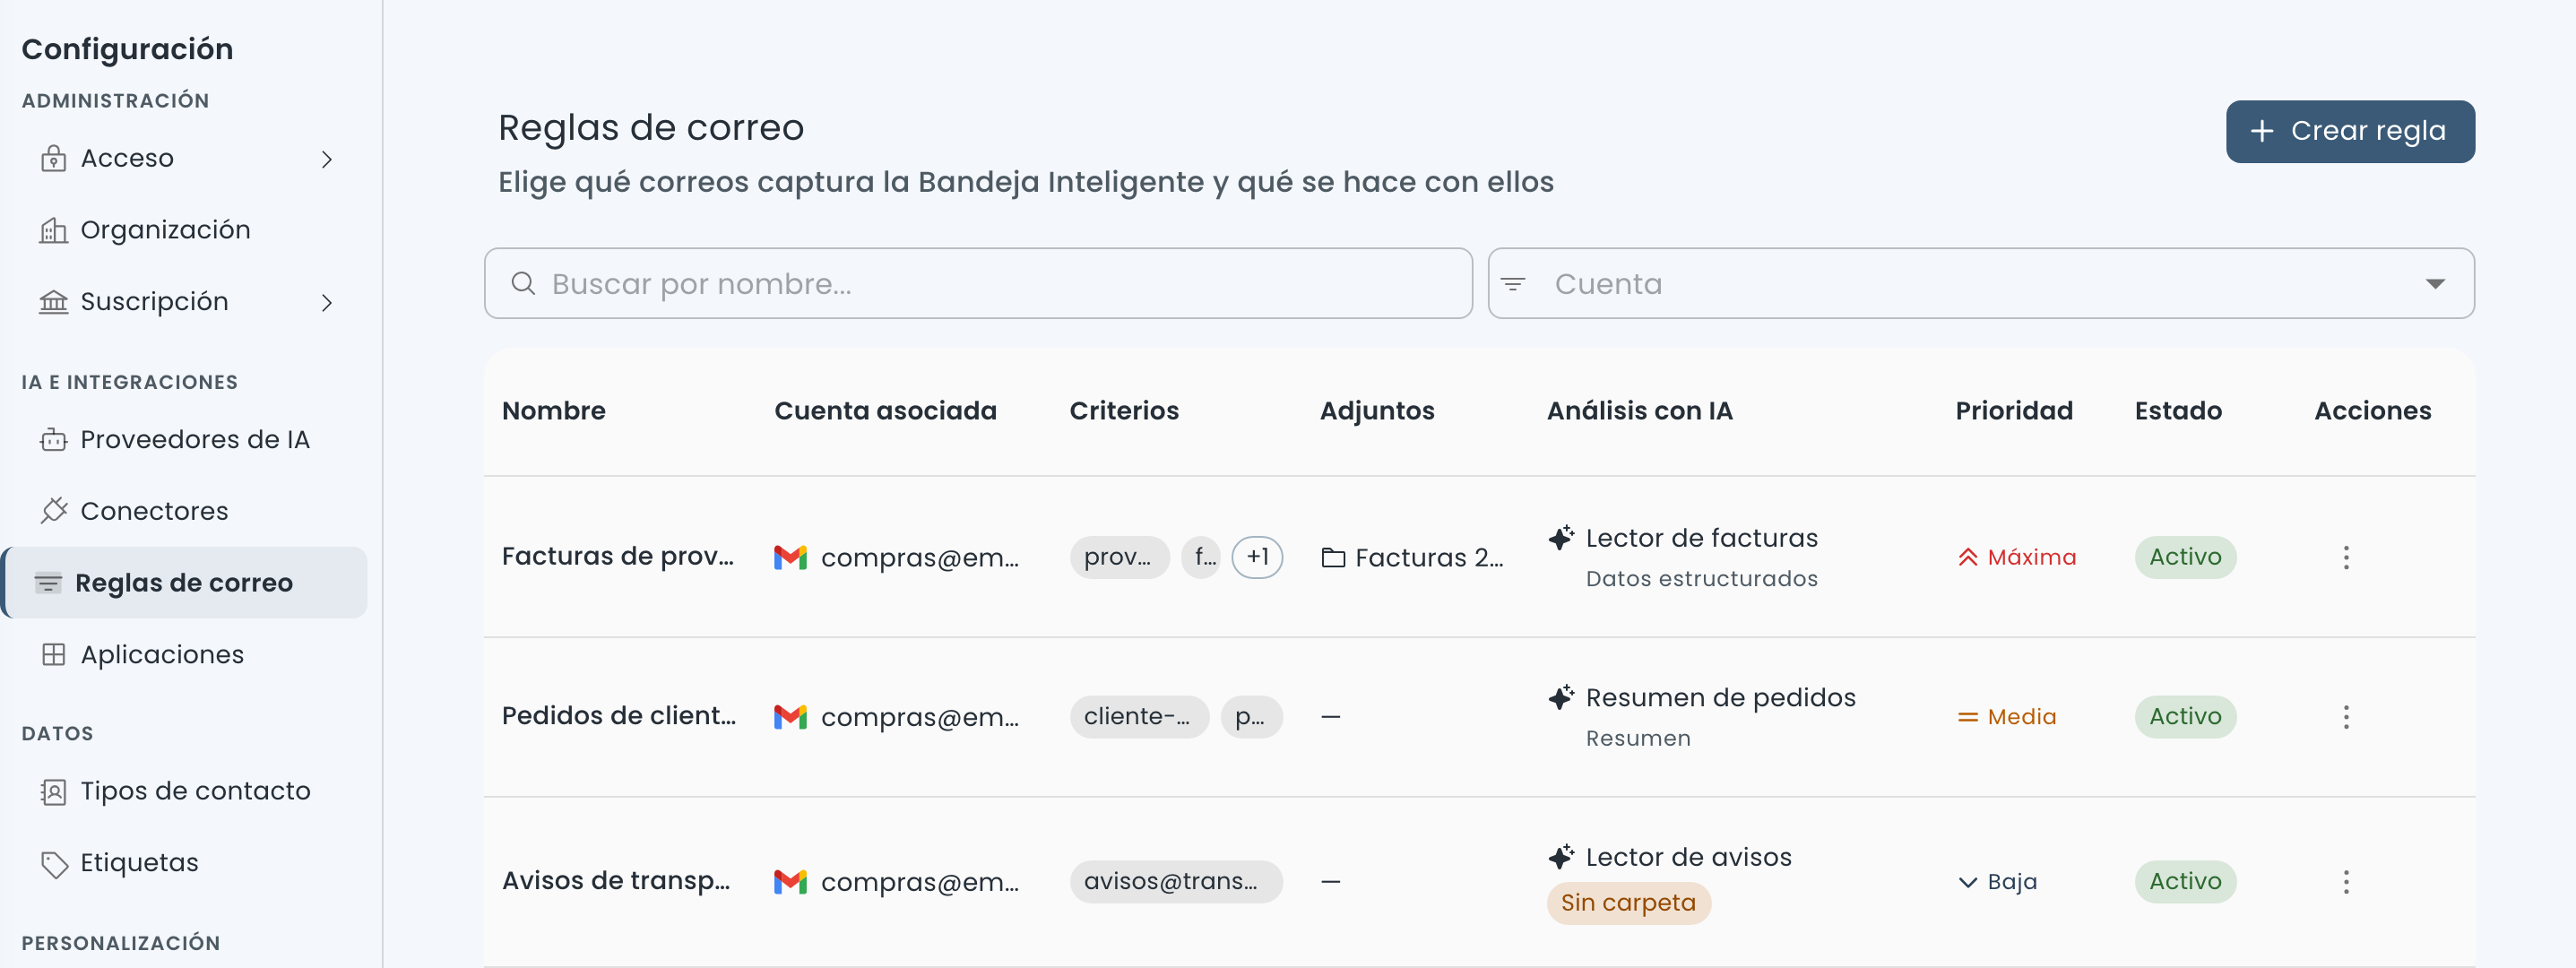 Configuración
ADMINISTRACIÓN
Acceso
Organización
Suscripción
IA E INTEGRACIONES
Proveedores de IA
Conectores
Reglas de correo
Aplicaciones
DATOS
Tipos de contacto
Etiquetas
PERSONALIZACIÓN
Reglas de correo
Crear regla
Elige qué correos captura la Bandeja Inteligente y qué se hace con ellos
Buscar por nombre...
Cuenta
Nombre Cuenta asociada Criterios Adjuntos Análisis con IA Prioridad Estado Acciones
Facturas de prov... compras@em... prov... f... +1 Facturas 2... Lector de facturas Máxima Activo
Datos estructurados
Pedidos de client... compras@em... cliente-... p... — Resumen de pedidos Media Activo
Resumen
Avisos de transp... compras@em... avisos@trans... — Lector de avisos Baja Activo
Sin carpeta